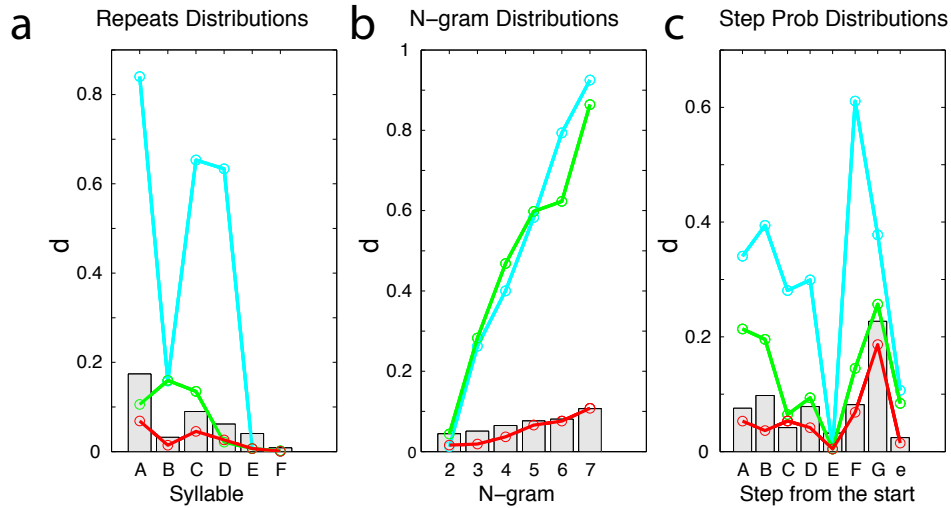 a Repeats Distributions
d
0.8
0.6
0.4
0.2
0
A B C D E F
Syllable
b N-gram Distributions
d
1
0.8
0.6
0.4
0.2
0
2 3 4 5 6 7
N-gram
c Step Prob Distributions
d
0.6
0.4
0.2
0
A B C D E F G e
Step from the start